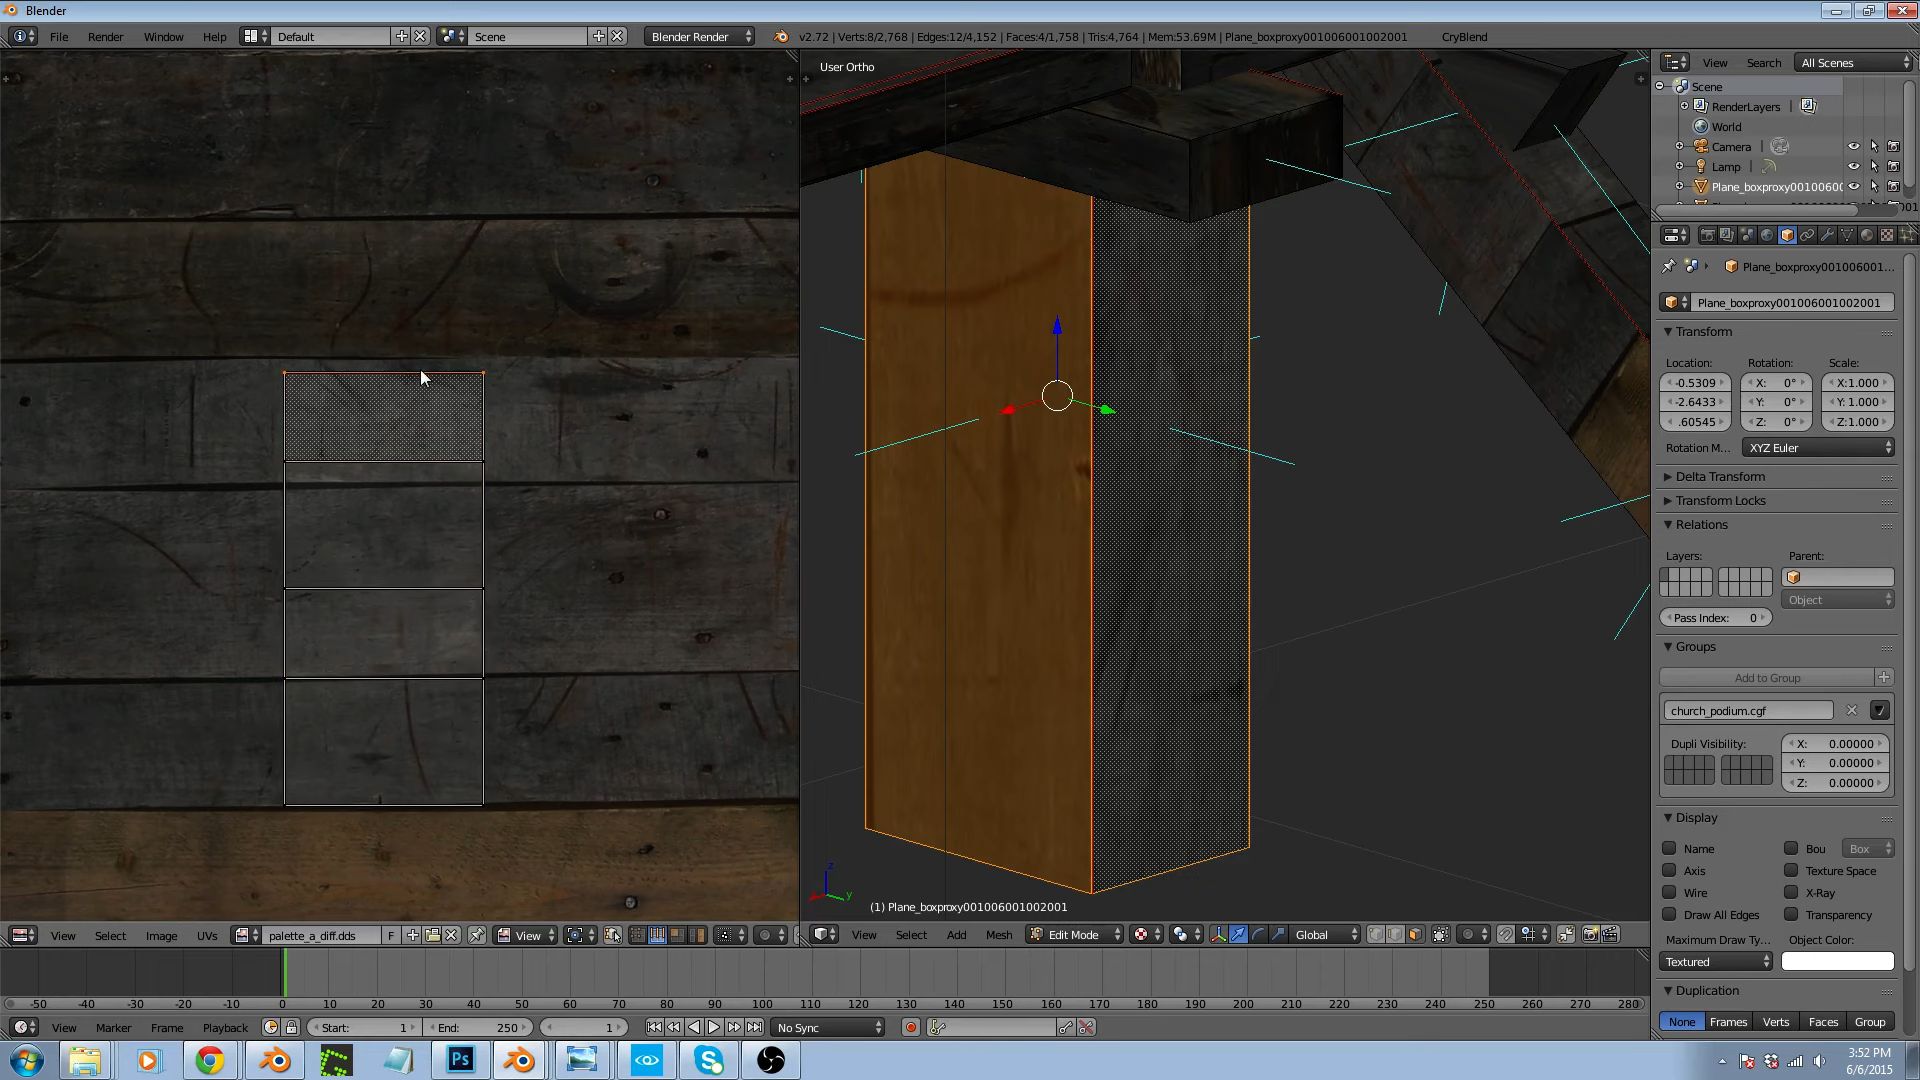 Blender
File Render Window Help Default Scene Blender Render v2.72 | Verts:8/2,768 | Edges:12/4,152 | Faces:4/1,758 | Tris:4,764 | Mem:53.69M | Plane_boxproxy001006001002001 CryBlend
User Ortho
View Search All Scenes
Scene
RenderLayers
World
Camera
Lamp
Plane_boxproxy0010060
Plane_boxproxy001006001...
Plane_boxproxy001006001002001
Transform
Location: Rotation: Scale:
-0.5309 X: 0° X:1.000
-2.6433 Y: 0° Y: 1.000
.60545 Z: 0° Z:1.000
Rotation M... XYZ Euler
Delta Transform
Transform Locks
Relations
Layers: Parent:
Object
Pass Index: 0
Groups
Add to Group
church_podium.cgf
Dupli Visibility: X: 0.00000
Y: 0.00000
Z: 0.00000
Display
Name Bou Box
Axis Texture Space
Wire X-Ray
Draw All Edges Transparency
Maximum Draw Ty... Object Color:
Textured
Duplication
None Frames Verts Faces Group
z
y
(1) Plane_boxproxy001006001002001
View Select Image UVs palette_a_diff.dds F View
View Select Add Mesh Edit Mode Global
-50 -40 -30 -20 -10 0 10 20 30 40 50 60 70 80 90 100 110 120 130 140 150 160 170 180 190 200 210 220 230 240 250 260 270 280
View Marker Frame Playback Start: 1 End: 250 1 No Sync
Ps
3:52 PM
6/6/2015